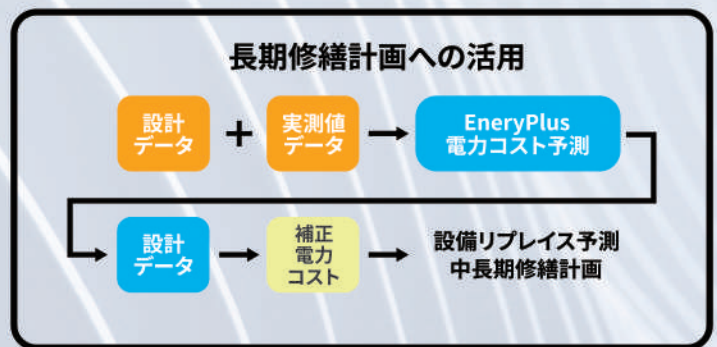 長期修繕計画への活用
設計
データ
+
実測値
データ
EneryPlus
電力コスト予測
設計
データ
補正
電力
コスト
設備リプレイス予測
中長期修繕計画